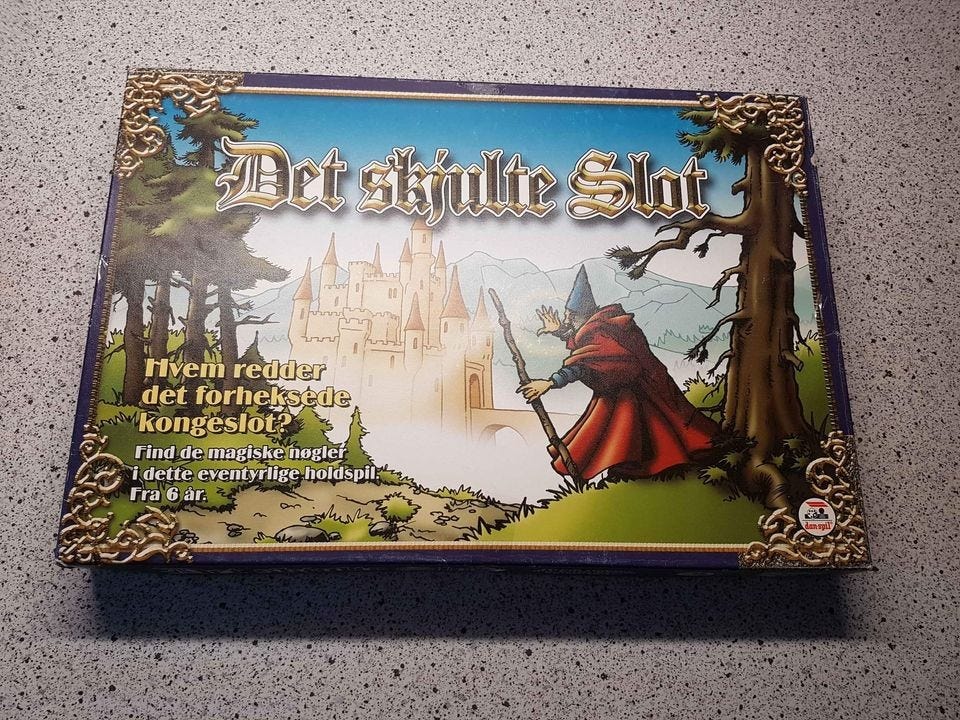 Det skjulte Slot
Hvem redder
det forheksede
kongeslot?
Find de magiske nøgler
i dette eventyrlige holdspil.
Fra 6 år.
dan-spil